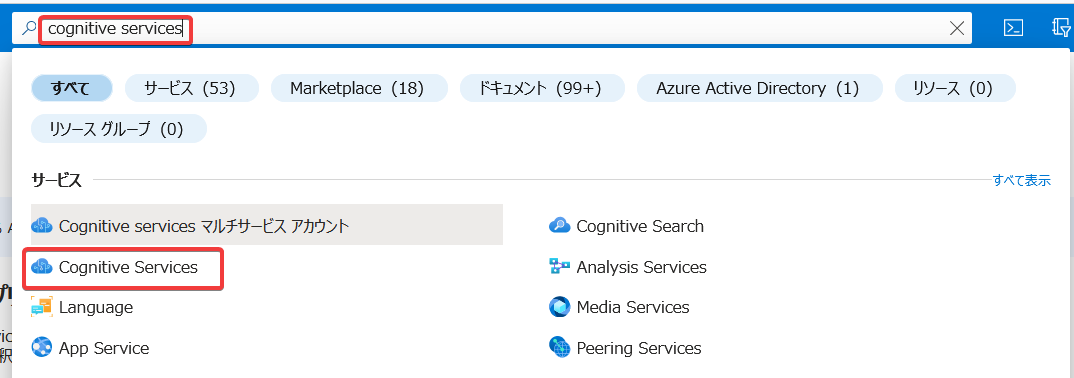 cognitive services
すべて サービス (53) Marketplace (18) ドキュメント (99+) Azure Active Directory (1) リソース (0)
リソース グループ (0)
サービス すべて表示
Cognitive services マルチサービス アカウント
Cognitive Search
Cognitive Services
Analysis Services
Language
Media Services
App Service
Peering Services